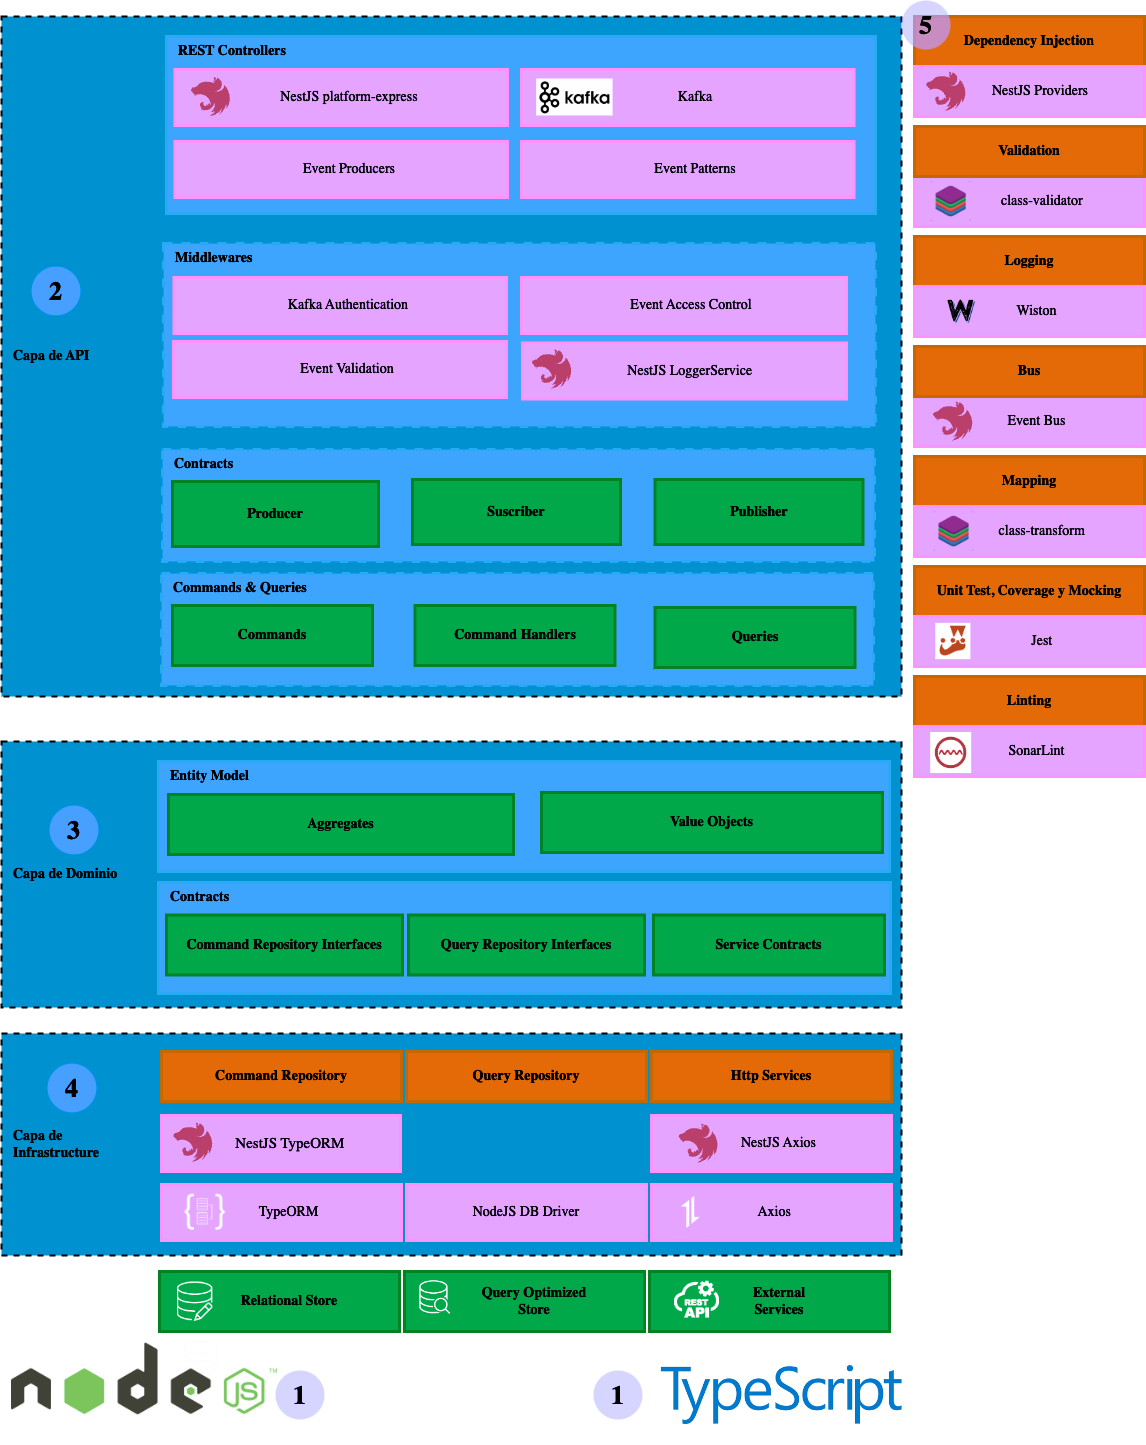 REST Controllers
NestJS platform-express
kafka
Kafka
Event Producers
Event Patterns
Middlewares
Kafka Authentication
Event Access Control
Event Validation
NestJS LoggerService
2
Capa de API
Contracts
Producer
Suscriber
Publisher
Commands & Queries
Commands
Command Handlers
Queries
5
Dependency Injection
NestJS Providers
Validation
class-validator
Logging
W
Wiston
Bus
Event Bus
Mapping
class-transform
Unit Test, Coverage y Mocking
Jest
Linting
SonarLint
3
Capa de Dominio
Entity Model
Aggregates
Value Objects
Contracts
Command Repository Interfaces
Query Repository Interfaces
Service Contracts
4
Capa de
Infrastructure
Command Repository
Query Repository
Http Services
NestJS TypeORM
NestJS Axios
TypeORM
NodeJS DB Driver
Axios
Relational Store
Query Optimized
Store
REST
API
External
Services
node
JS
™
1
1
TypeScript